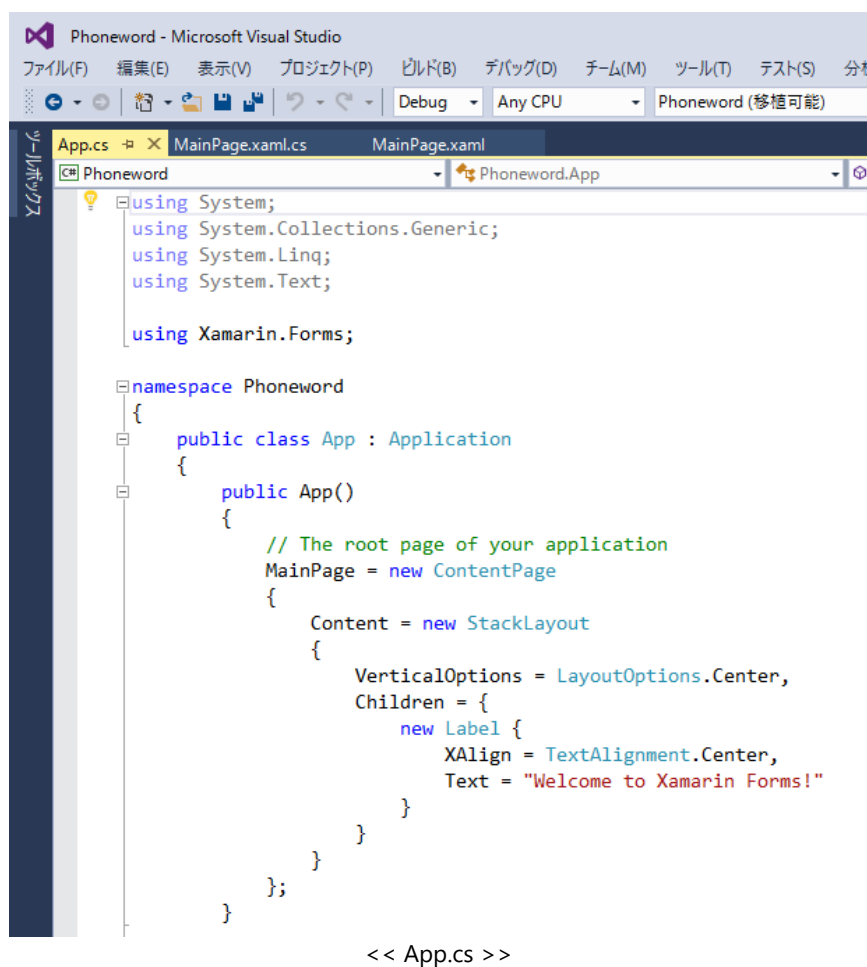 Phoneword - Microsoft Visual Studio
ファイル(F) 編集(E) 表示(V) プロジェクト(P) ビルド(B) デバッグ(D) チーム(M) ツール(T) テスト(S)
Debug Any CPU Phoneword (移植可能)
ツールボックス
App.cs MainPage.xaml.cs MainPage.xaml
C# Phoneword Phoneword.App
using System;
using System.Collections.Generic;
using System.Linq;
using System.Text;
using Xamarin.Forms;
namespace Phoneword
{
public class App : Application
{
public App()
{
// The root page of your application
MainPage = new ContentPage
{
Content = new StackLayout
{
VerticalOptions = LayoutOptions.Center,
Children = {
new Label {
XAlign = TextAlignment.Center,
Text = "Welcome to Xamarin Forms!"
}
}
}
};
}
<< App.cs >>